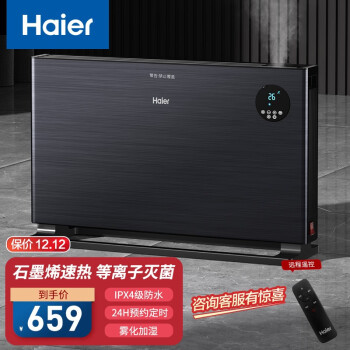 Haier
Haier
26
保价 12.12
远程遥控
石墨烯速热 等离子灭菌
到手价
¥659
IPX4级防水
24H预约定时
雾化加湿
咨询客服有惊喜